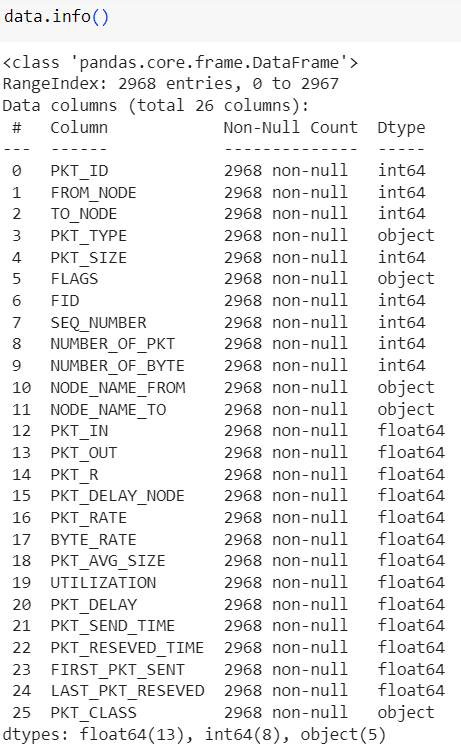 data.info()
<class 'pandas.core.frame.DataFrame'>
RangeIndex: 2968 entries, 0 to 2967
Data columns (total 26 columns):
 #   Column           Non-Null Count  Dtype
---  ------           --------------  -----
 0   PKT_ID           2968 non-null   int64
 1   FROM_NODE        2968 non-null   int64
 2   TO_NODE          2968 non-null   int64
 3   PKT_TYPE         2968 non-null   object
 4   PKT_SIZE         2968 non-null   int64
 5   FLAGS            2968 non-null   object
 6   FID              2968 non-null   int64
 7   SEQ_NUMBER       2968 non-null   int64
 8   NUMBER_OF_PKT    2968 non-null   int64
 9   NUMBER_OF_BYTE   2968 non-null   int64
 10  NODE_NAME_FROM   2968 non-null   object
 11  NODE_NAME_TO     2968 non-null   object
 12  PKT_IN           2968 non-null   float64
 13  PKT_OUT          2968 non-null   float64
 14  PKT_R            2968 non-null   float64
 15  PKT_DELAY_NODE   2968 non-null   float64
 16  PKT_RATE         2968 non-null   float64
 17  BYTE_RATE        2968 non-null   float64
 18  PKT_AVG_SIZE     2968 non-null   float64
 19  UTILIZATION      2968 non-null   float64
 20  PKT_DELAY        2968 non-null   float64
 21  PKT_SEND_TIME    2968 non-null   float64
 22  PKT_RESEVED_TIME 2968 non-null   float64
 23  FIRST_PKT_SENT   2968 non-null   float64
 24  LAST_PKT_RESEVED 2968 non-null   float64
 25  PKT_CLASS        2968 non-null   object
dtypes: float64(13), int64(8), object(5)